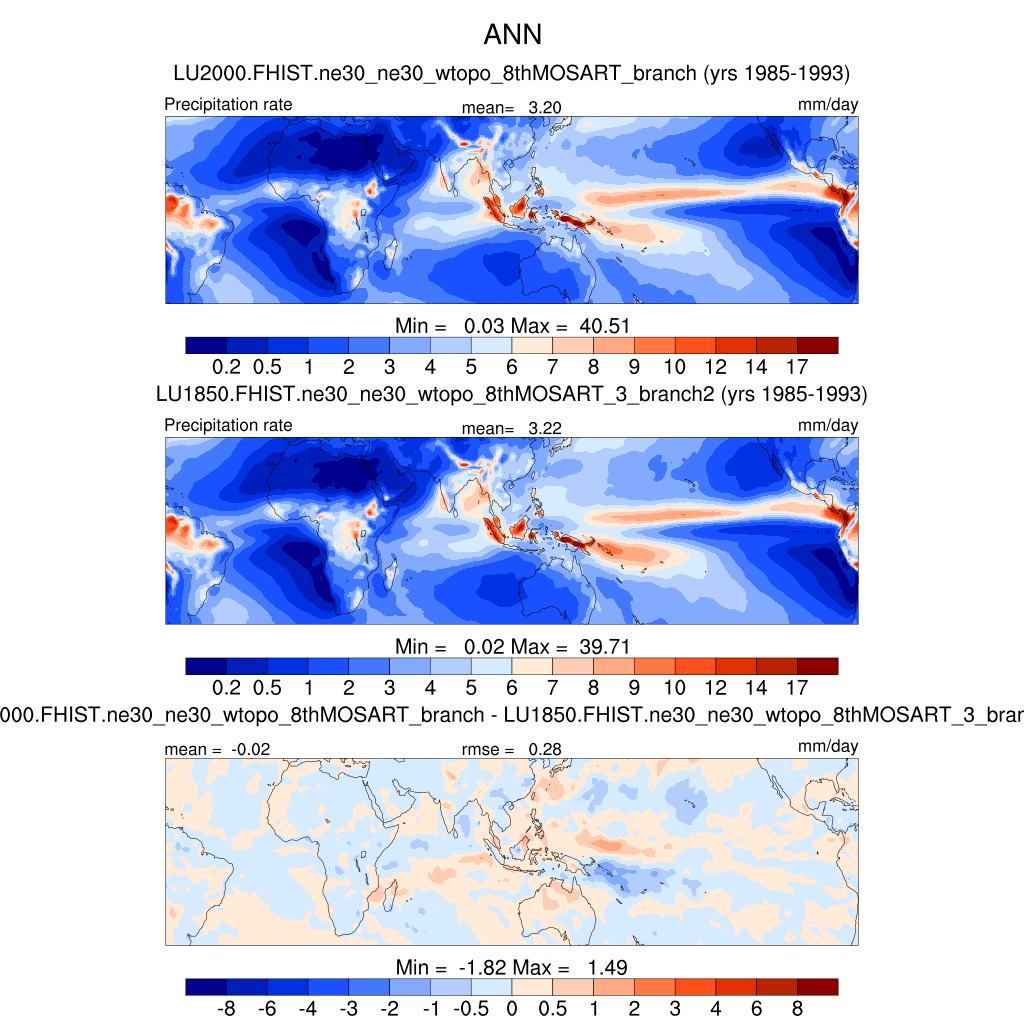 ANN
LU2000.FHIST.ne30_ne30_wtopo_8thMOSART_branch (yrs 1985-1993)
Precipitation rate mean= 3.20 mm/day
Min = 0.03 Max = 40.51
0.2 0.5 1 2 3 4 5 6 7 8 9 10 12 14 17
LU1850.FHIST.ne30_ne30_wtopo_8thMOSART_3_branch2 (yrs 1985-1993)
Precipitation rate mean= 3.22 mm/day
Min = 0.02 Max = 39.71
0.2 0.5 1 2 3 4 5 6 7 8 9 10 12 14 17
000.FHIST.ne30_ne30_wtopo_8thMOSART_branch - LU1850.FHIST.ne30_ne30_wtopo_8thMOSART_3_bran
mean = -0.02 rmse = 0.28 mm/day
Min = -1.82 Max = 1.49
-8 -6 -4 -3 -2 -1 -0.5 0 0.5 1 2 3 4 6 8